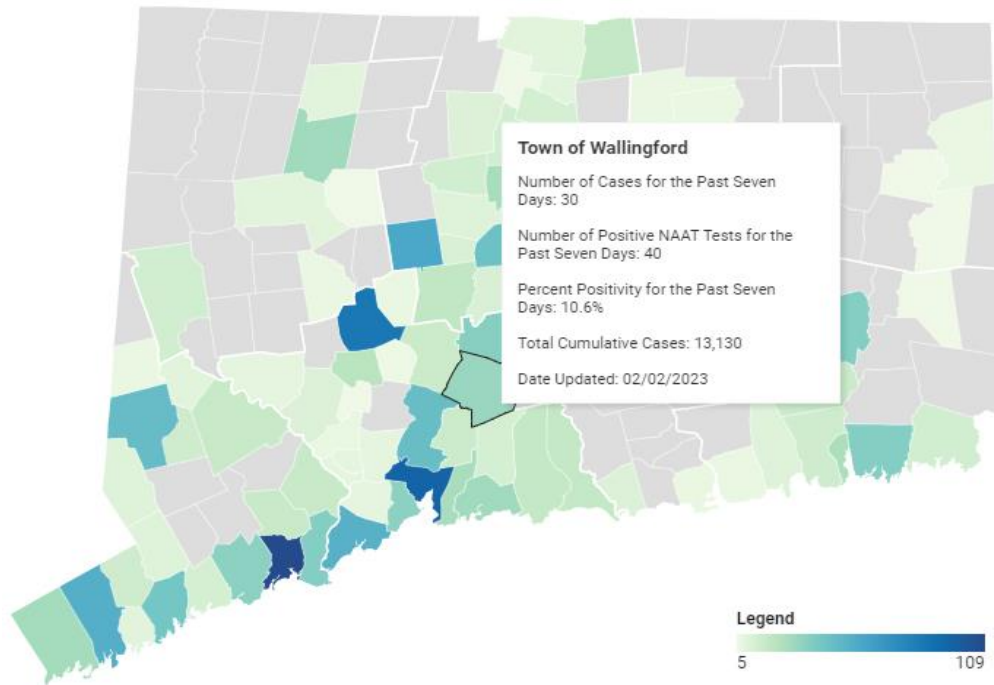 Town of Wallingford
Number of Cases for the Past Seven
Days: 30
Number of Positive NAAT Tests for the
Past Seven Days: 40
Percent Positivity for the Past Seven
Days: 10.6%
Total Cumulative Cases: 13,130
Date Updated: 02/02/2023
Legend
5 109